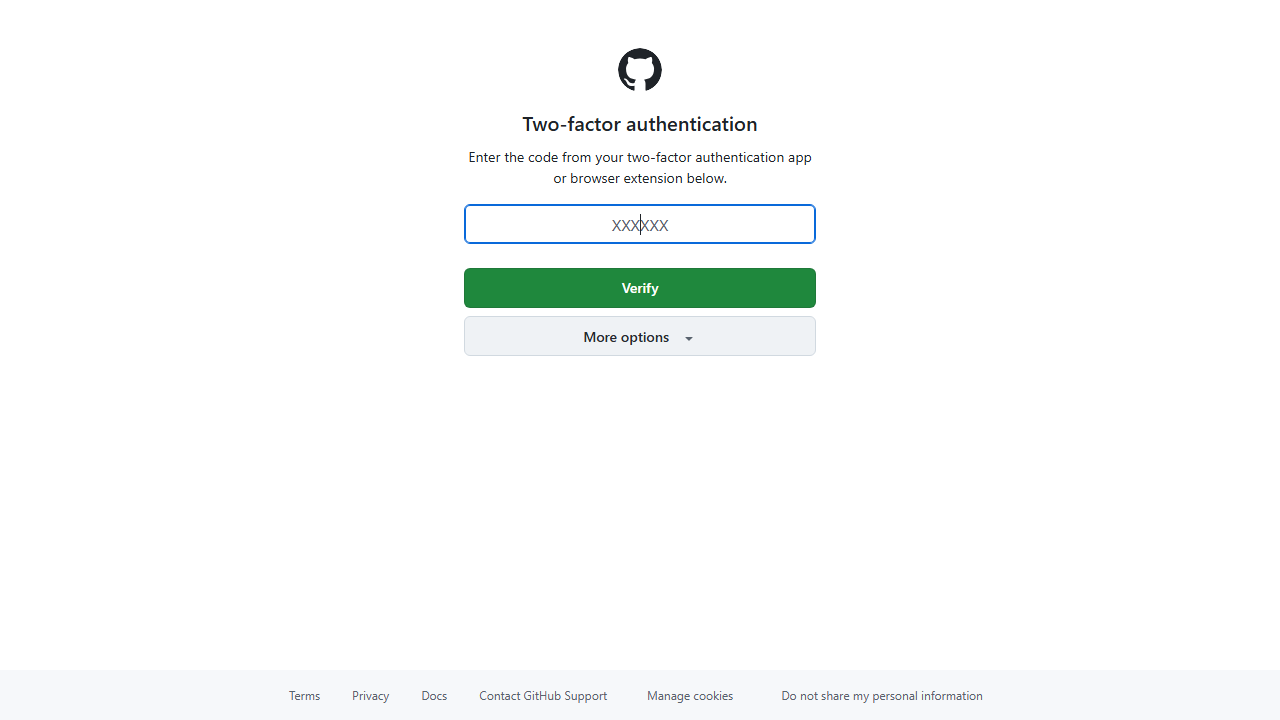 Two-factor authentication
Enter the code from your two-factor authentication app
or browser extension below.
XXXXXX
Verify
More options
Terms Privacy Docs Contact GitHub Support Manage cookies Do not share my personal information